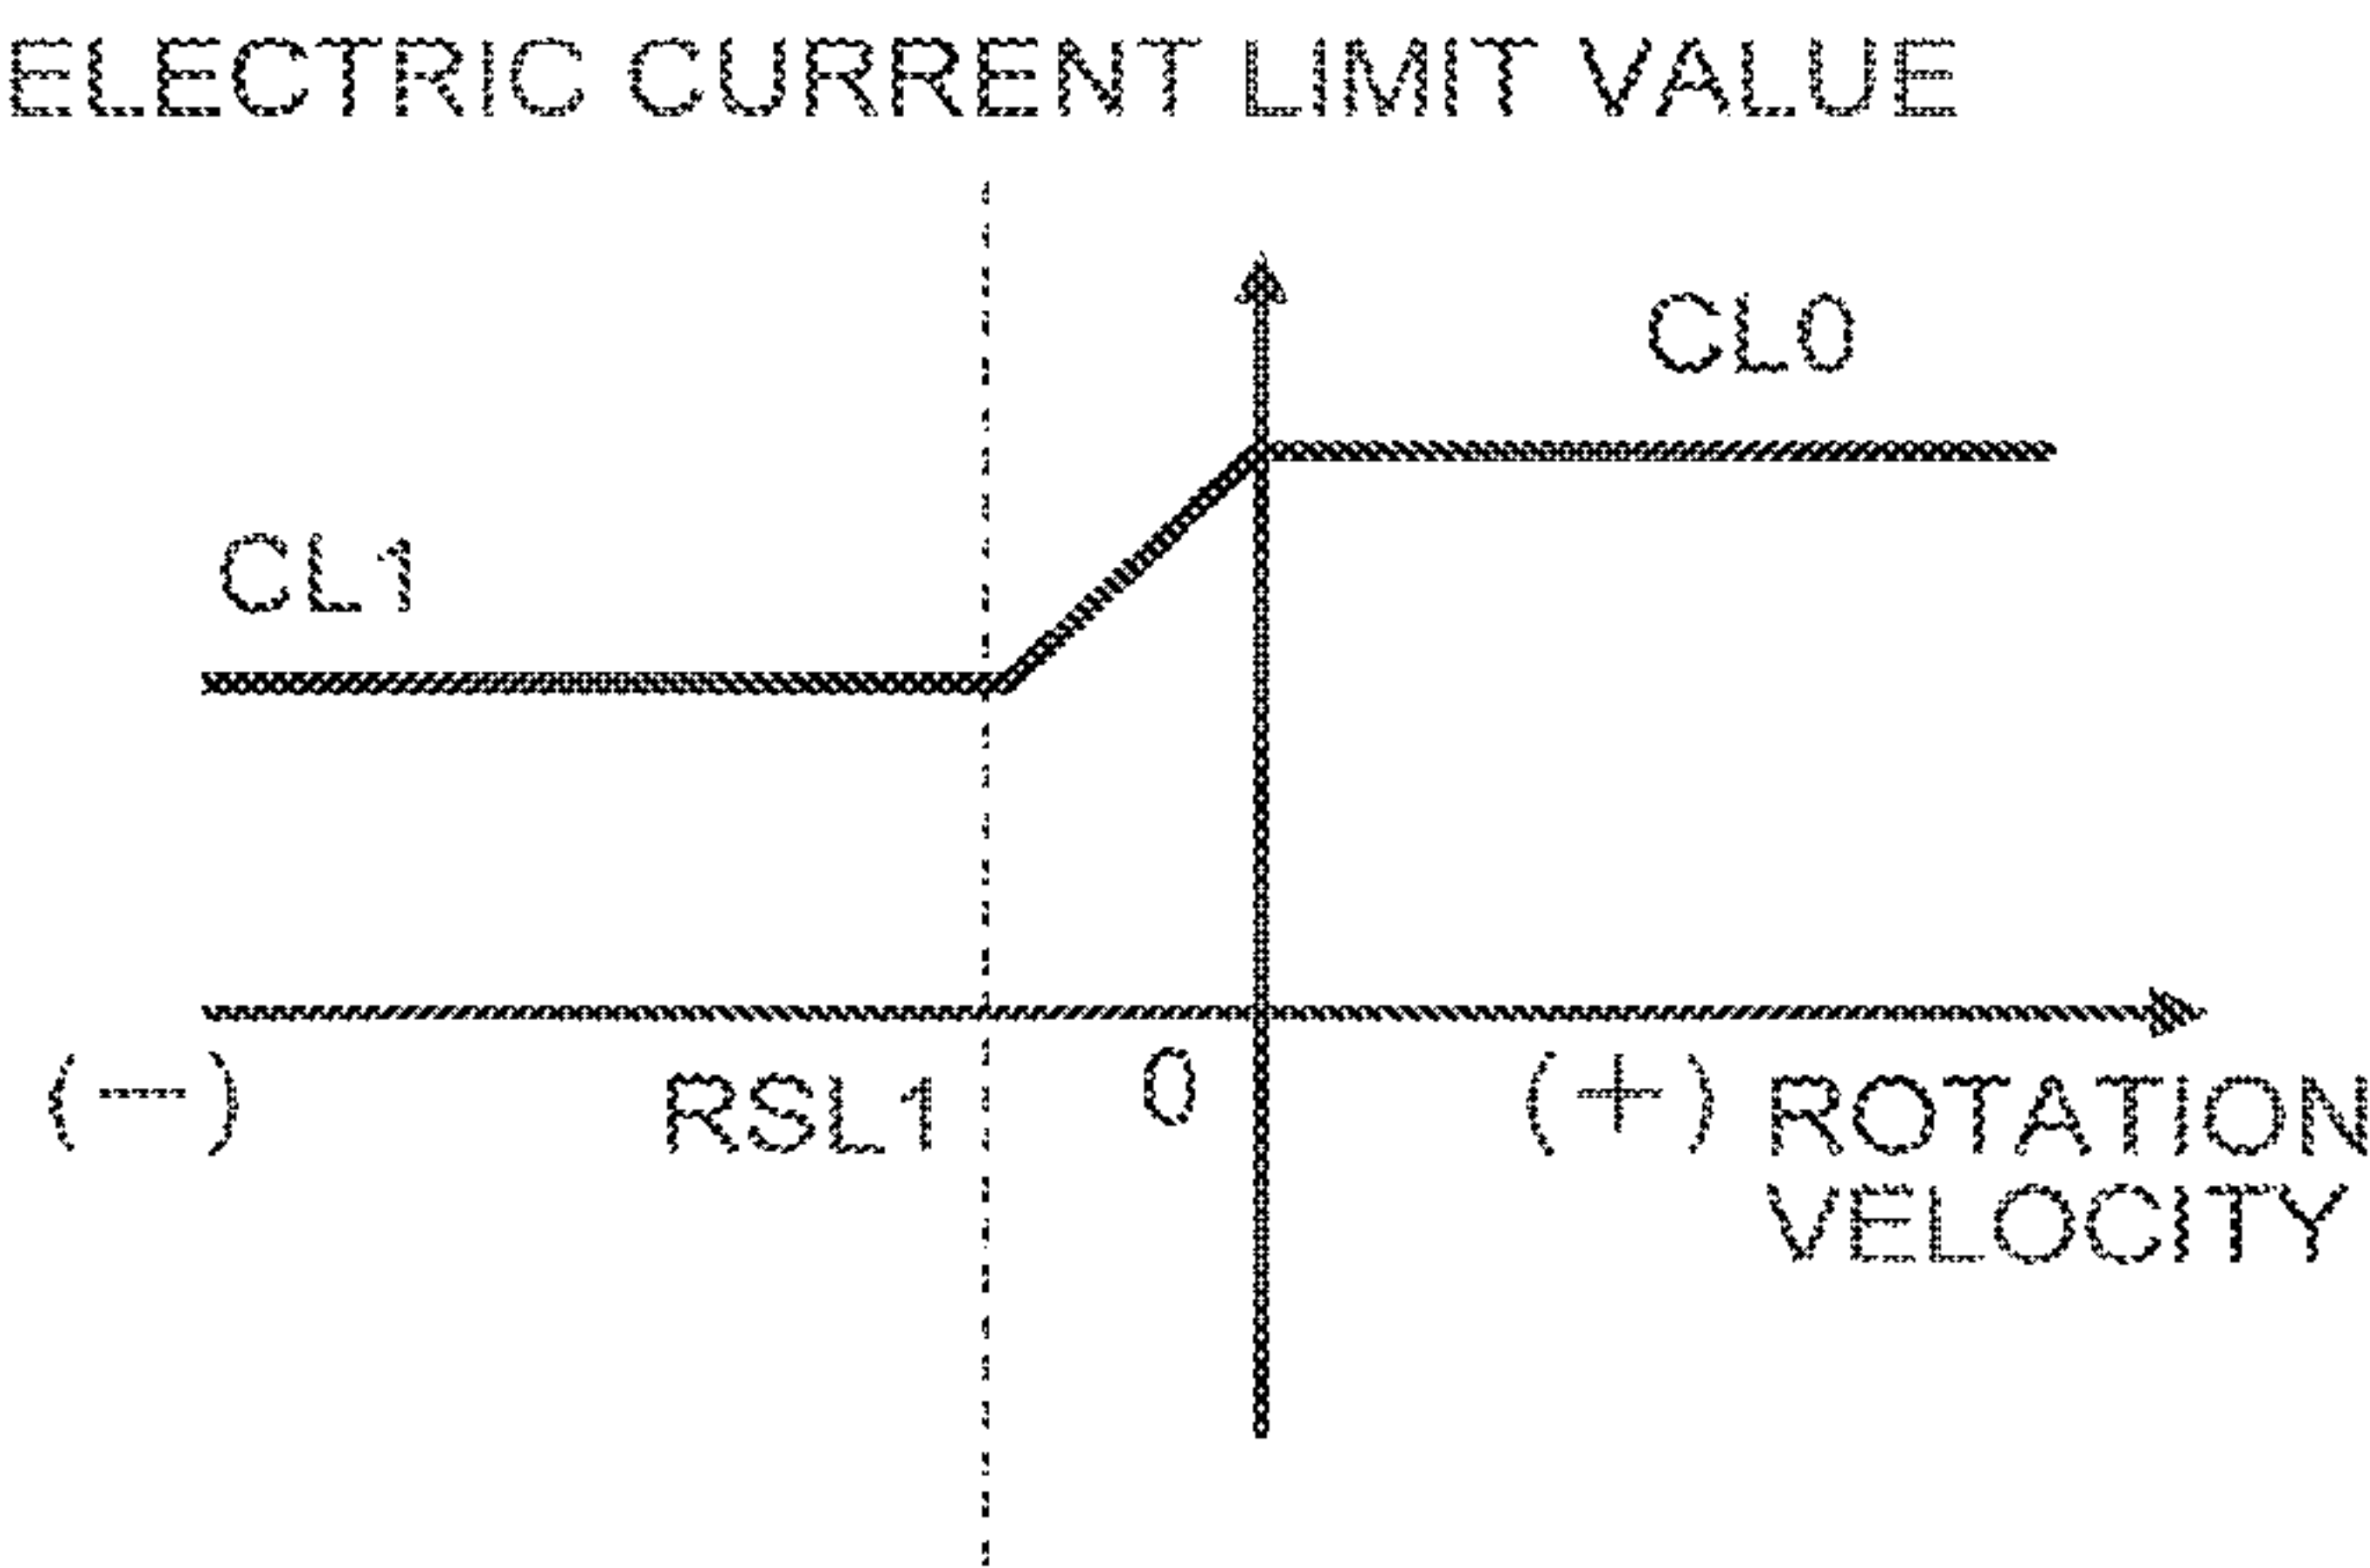 ELECTRIC CURRENT LIMIT VALUE
CL0
CL1
(—) RSL1 0 (+) ROTATION
VELOCITY